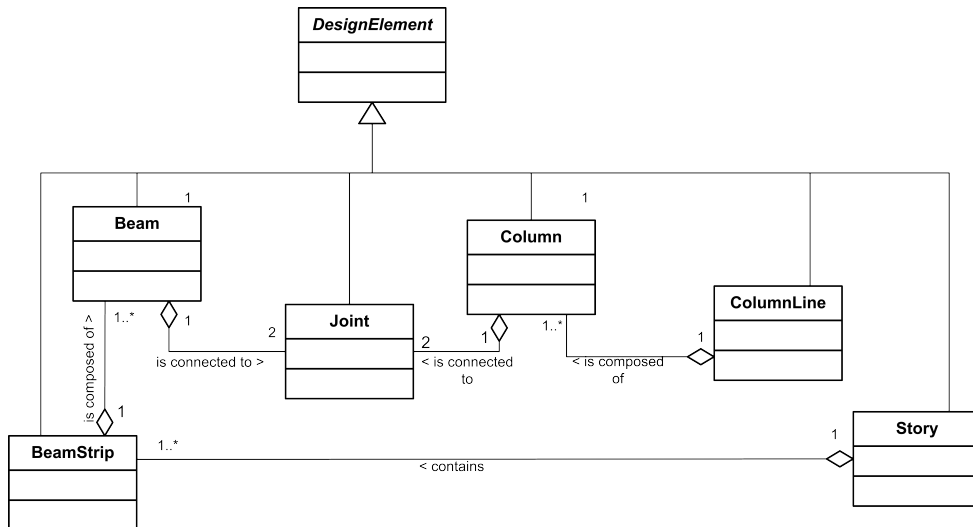 DesignElement
1
1
Beam
Column
ColumnLine
Joint
1..*
1
2
2
1
1..*
1
is composed of >
is connected to >
< is connected
to
< is composed
of
1
BeamStrip
1..*
< contains
1
Story